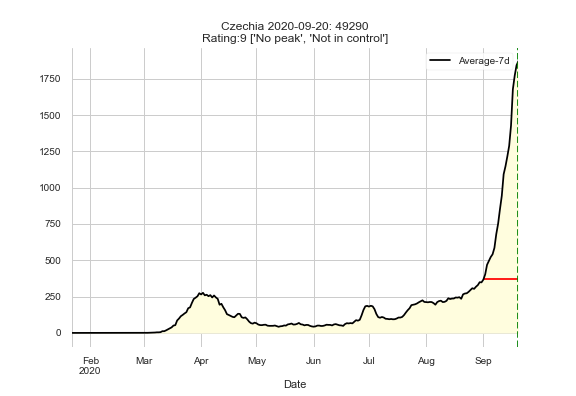 Czechia 2020-09-20: 49290
Rating:9 ['No peak', 'Not in control']
Average-7d
1750
1500
1250
1000
750
500
250
0
Feb Mar Apr May Jun Jul Aug Sep
2020
Date